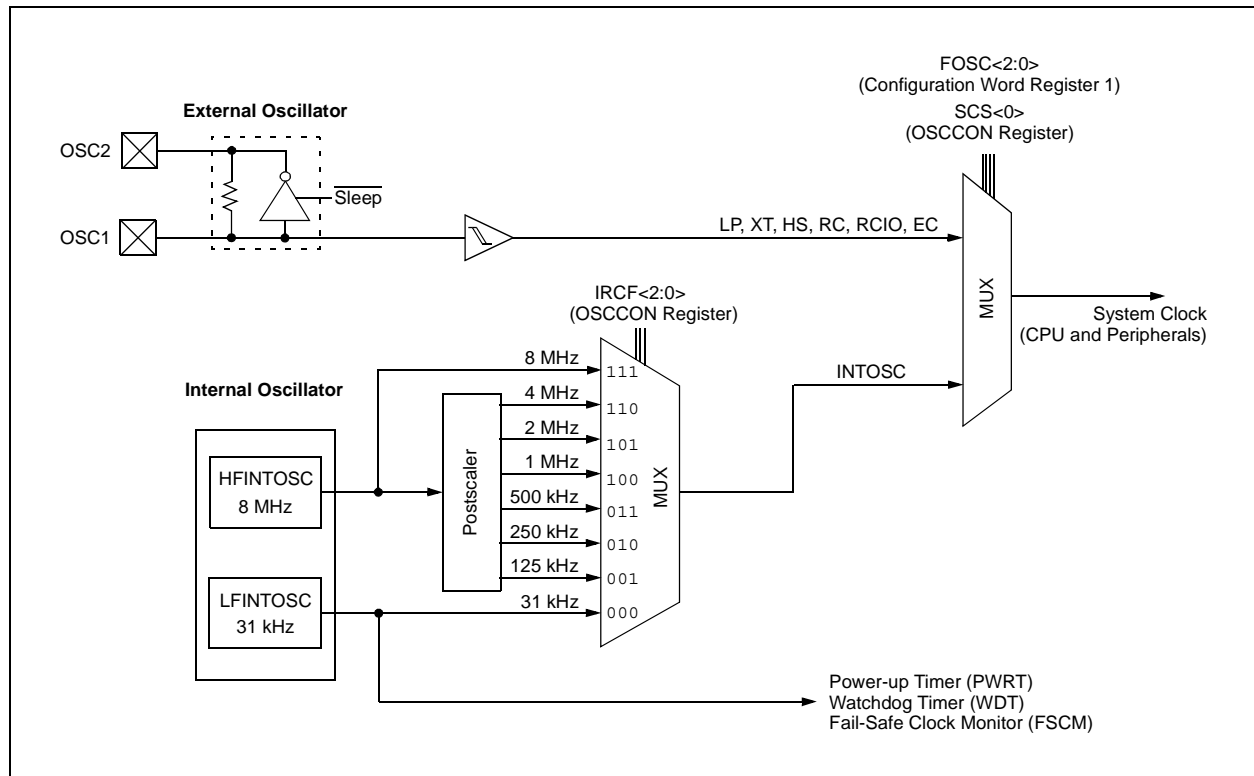 FOSC<2:0>
(Configuration Word Register 1)
SCS<0>
(OSCCON Register)
External Oscillator
OSC2
Sleep
OSC1
LP, XT, HS, RC, RCIO, EC
IRCF<2:0>
(OSCCON Register)
MUX
System Clock
(CPU and Peripherals)
INTOSC
Internal Oscillator
8 MHz
111
4 MHz
110
2 MHz
101
1 MHz
100
500 kHz
011
250 kHz
010
125 kHz
001
31 kHz
000
MUX
Postscaler
HFINTOSC
8 MHz
LFINTOSC
31 kHz
Power-up Timer (PWRT)
Watchdog Timer (WDT)
Fail-Safe Clock Monitor (FSCM)